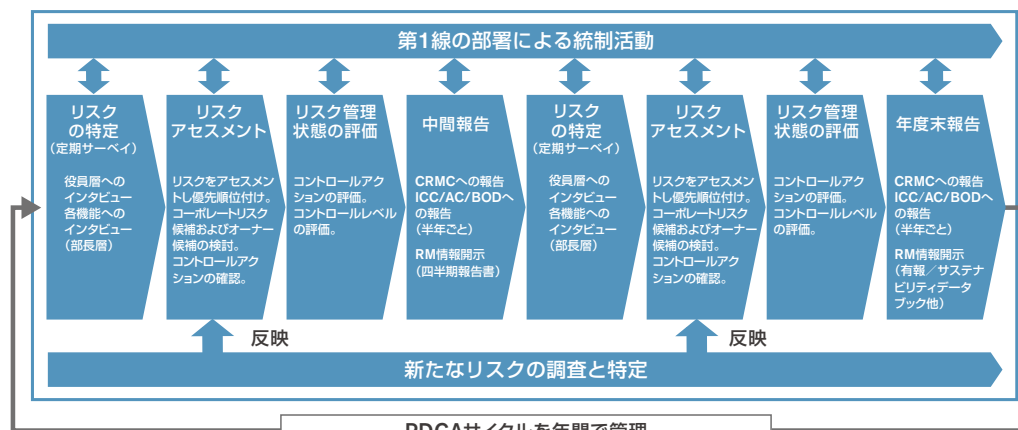 第1線の部署による統制活動
リスク
の特定
(定期サーベイ)
役員層への
インタビュー
各機能への
インタビュー
(部長層)
リスク
アセスメント
リスクをアセスメン
トし優先順位付け。
コーポレートリスク
候補およびオーナー
候補の検討。
コントロールアク
ションの確認。
リスク管理
状態の評価
コントロールアク
ションの評価。
コントロールレベル
の評価。
中間報告
CRMCへの報告
ICC/AC/BODへ
の報告
(半年ごと)
RM情報開示
(四半期報告書)
リスク
の特定
(定期サーベイ)
役員層への
インタビュー
各機能への
インタビュー
(部長層)
リスク
アセスメント
リスクをアセスメン
トし優先順位付け。
コーポレートリスク
候補およびオーナー
候補の検討。
コントロールアク
ションの確認。
リスク管理
状態の評価
コントロールアク
ションの評価。
コントロールレベル
の評価。
年度末報告
CRMCへの報告
ICC/AC/BODへ
の報告
(半年ごと)
RM情報開示
(有報／サステナ
ビリティデータ
ブック他)
反映
反映
新たなリスクの調査と特定
PDCAサイクルを年間で管理